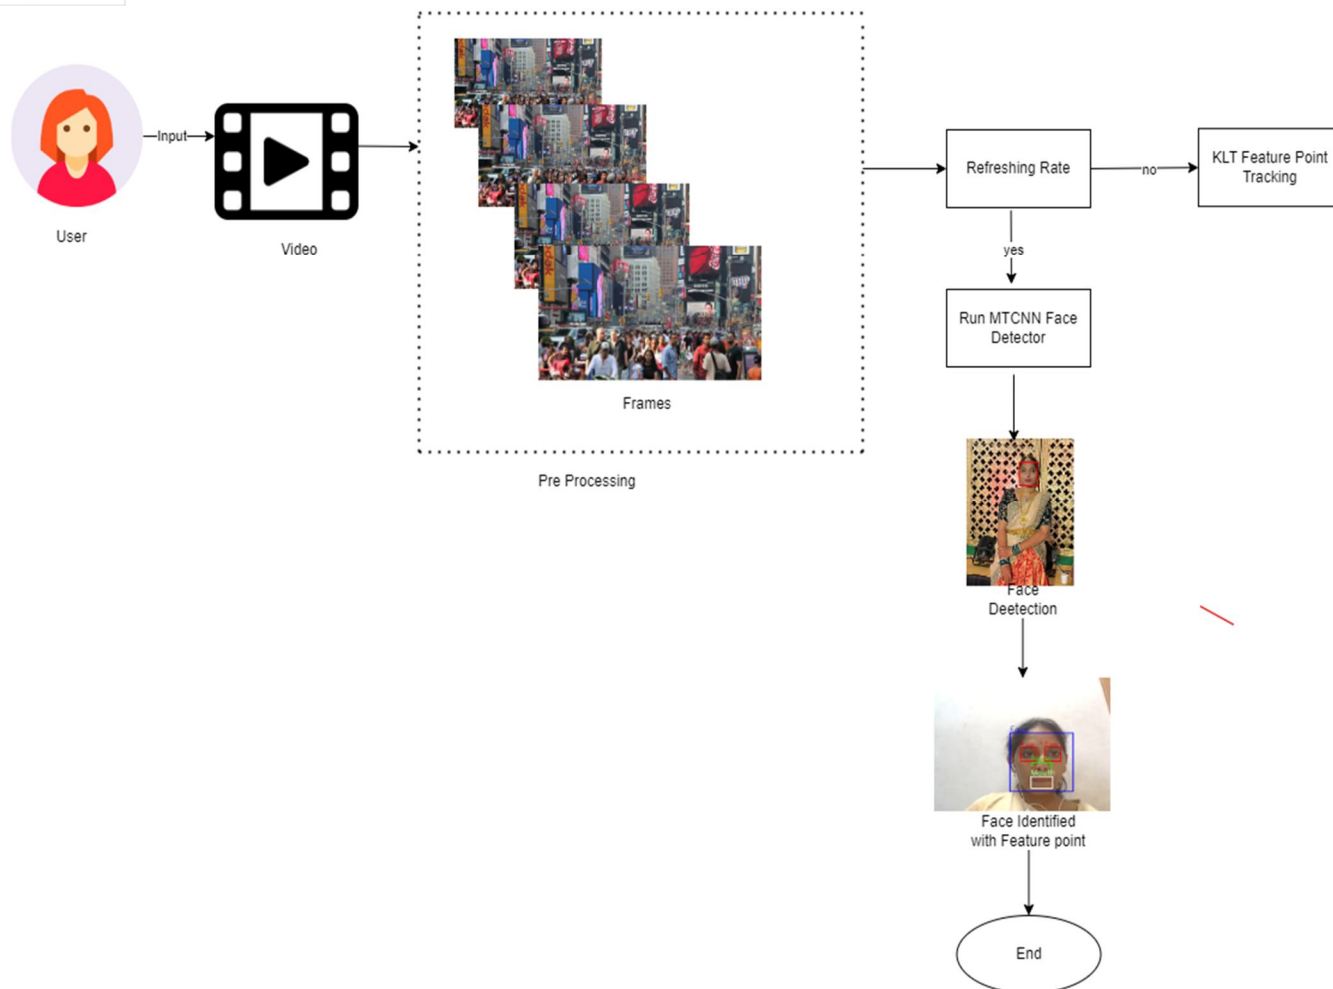 Input
User
Video
Frames
Pre Processing
Refreshing Rate
no
KLT Feature Point
Tracking
yes
Run MTCNN Face
Detector
Face
Deetection
Face Identified
with Feature point
End